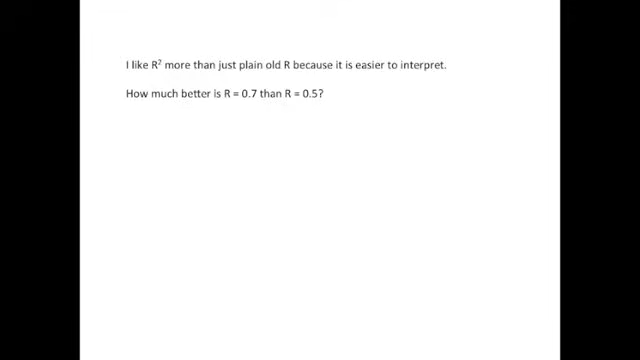 I like R² more than just plain old R because it is easier to interpret.
How much better is R = 0.7 than R = 0.5?